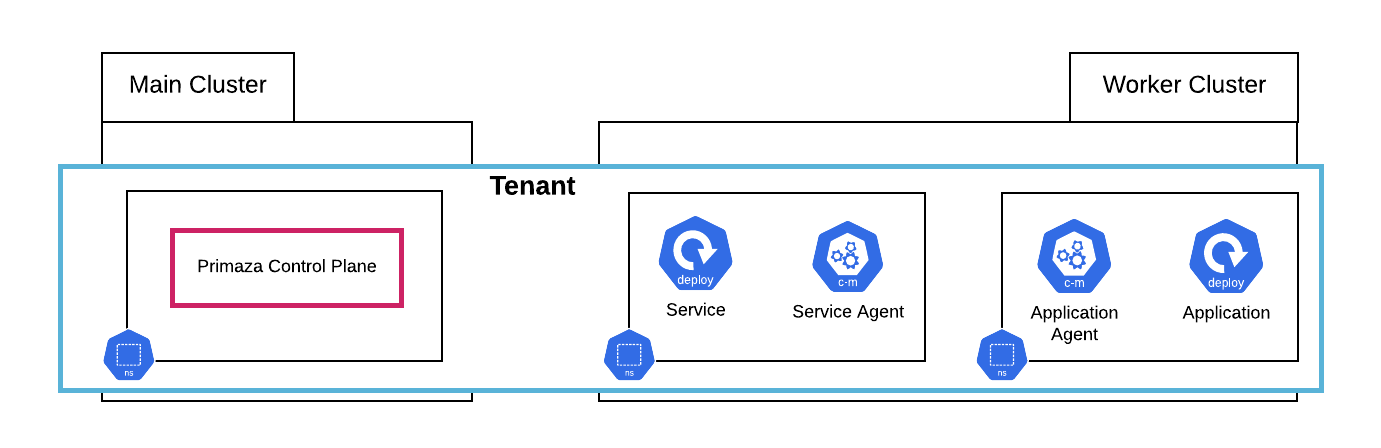 Main Cluster
Worker Cluster
Tenant
Primaza Control Plane
ns
deploy
Service
c-m
Service Agent
ns
c-m
Application
Agent
deploy
Application
ns